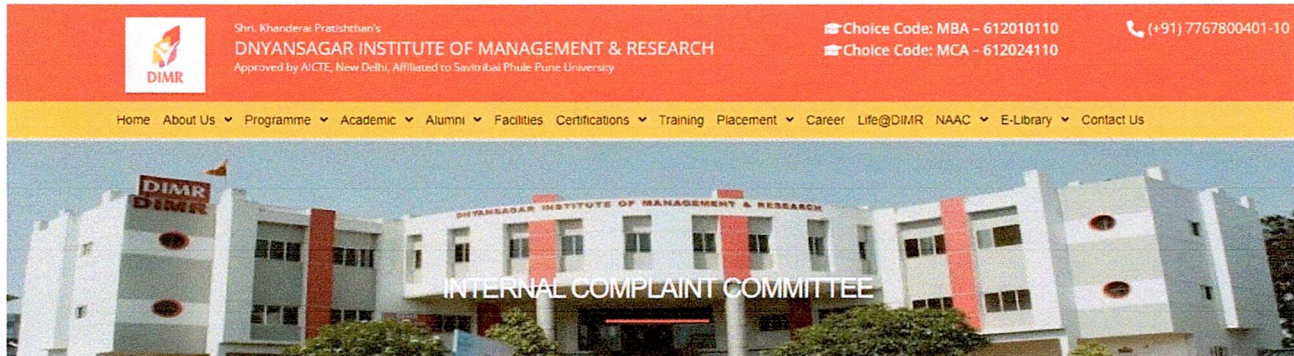 Shri. Khanderai Pratishthan's
DNYANSAGAR INSTITUTE OF MANAGEMENT & RESEARCH
Approved by AICTE, New Delhi, Affiliated to Savitribai Phule Pune University
DIMR
Choice Code: MBA – 612010110
Choice Code: MCA – 612024110
(+91) 7767800401-10
Home About Us Programme Academic Alumni Facilities Certifications Training Placement Career Life@DIMR NAAC E-Library Contact Us
DIMR
DIMR
DNYANSAGAR INSTITUTE OF MANAGEMENT & RESEARCH
INTERNAL COMPLAINT COMMITTEE